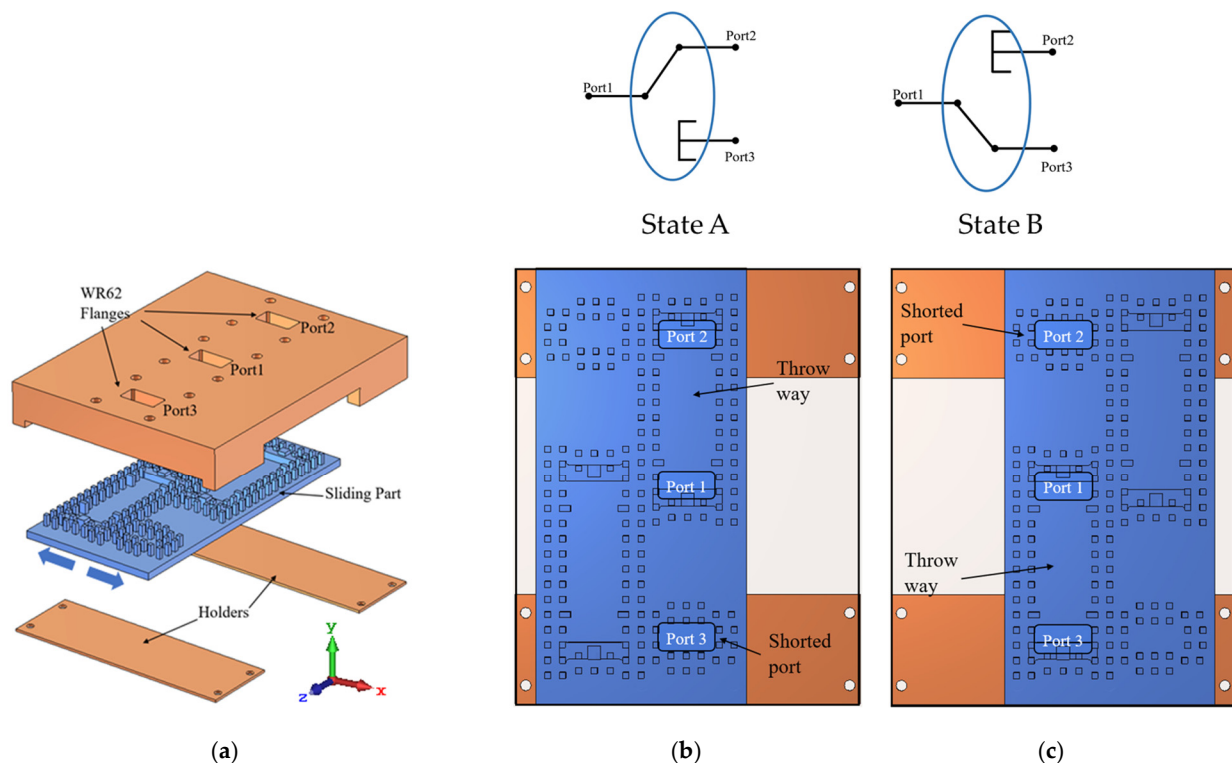 Port2
Port1
Port3
State A
Port2
Port1
Port3
State B
WR62
Flanges
Port2
Port1
Port3
Sliding Part
Holders
y
z
x
(a)
Port 2
Throw
way
Port 1
Port 3
Shorted
port
(b)
Shorted
port
Port 2
Port 1
Throw
way
Port 3
(c)